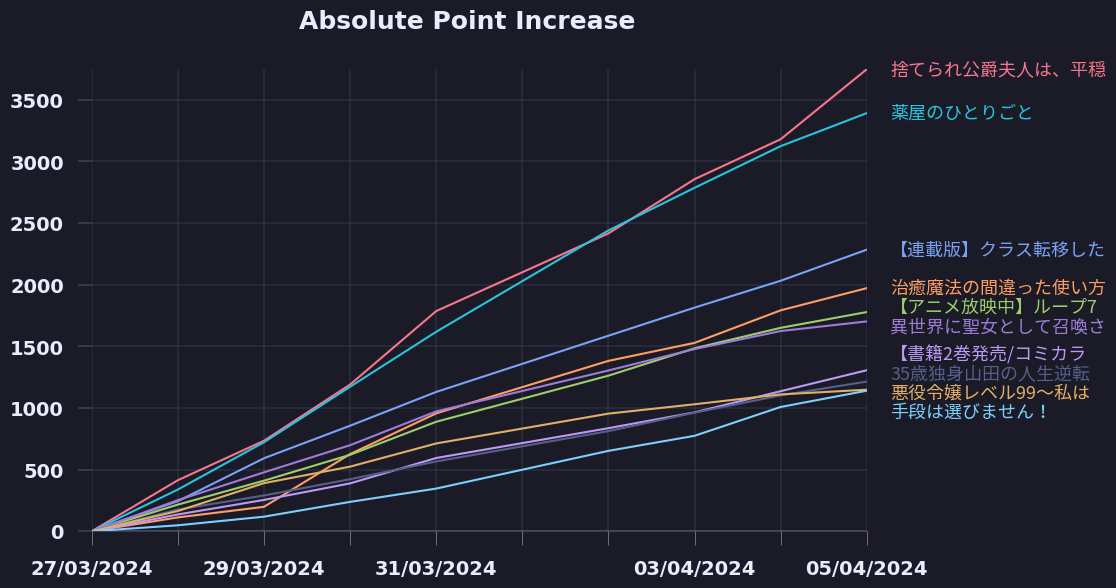 Absolute Point Increase
3500
3000
2500
2000
1500
1000
500
0
27/03/2024
29/03/2024
31/03/2024
03/04/2024
05/04/2024
捨てられ公爵夫人は、平穏
薬屋のひとりごと
【連載版】クラス転移した
治癒魔法の間違った使い方
【アニメ放映中】ループ7
異世界に聖女として召喚さ
【書籍2巻発売/コミカラ
35歳独身山田の人生逆転
悪役令嬢レベル99～私は
手段は選びません！